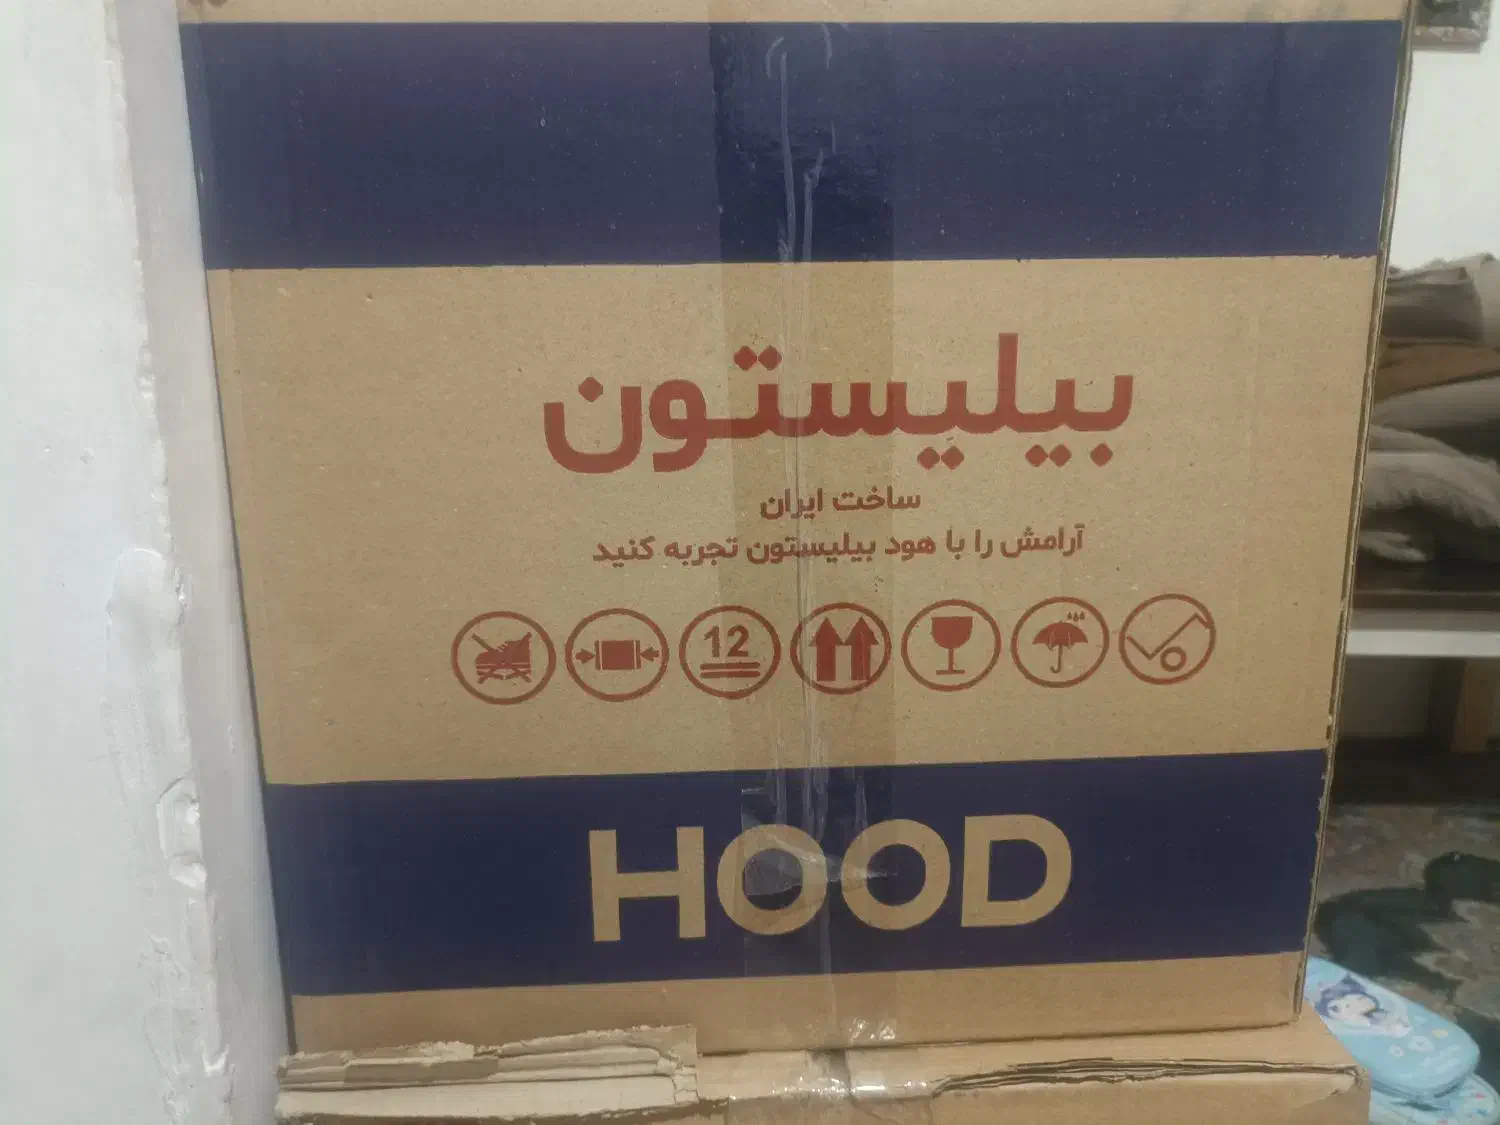 بیلیستون
ساخت ایران
آرامش را با هود بیلیستون تجربه کنید
12
HOOD